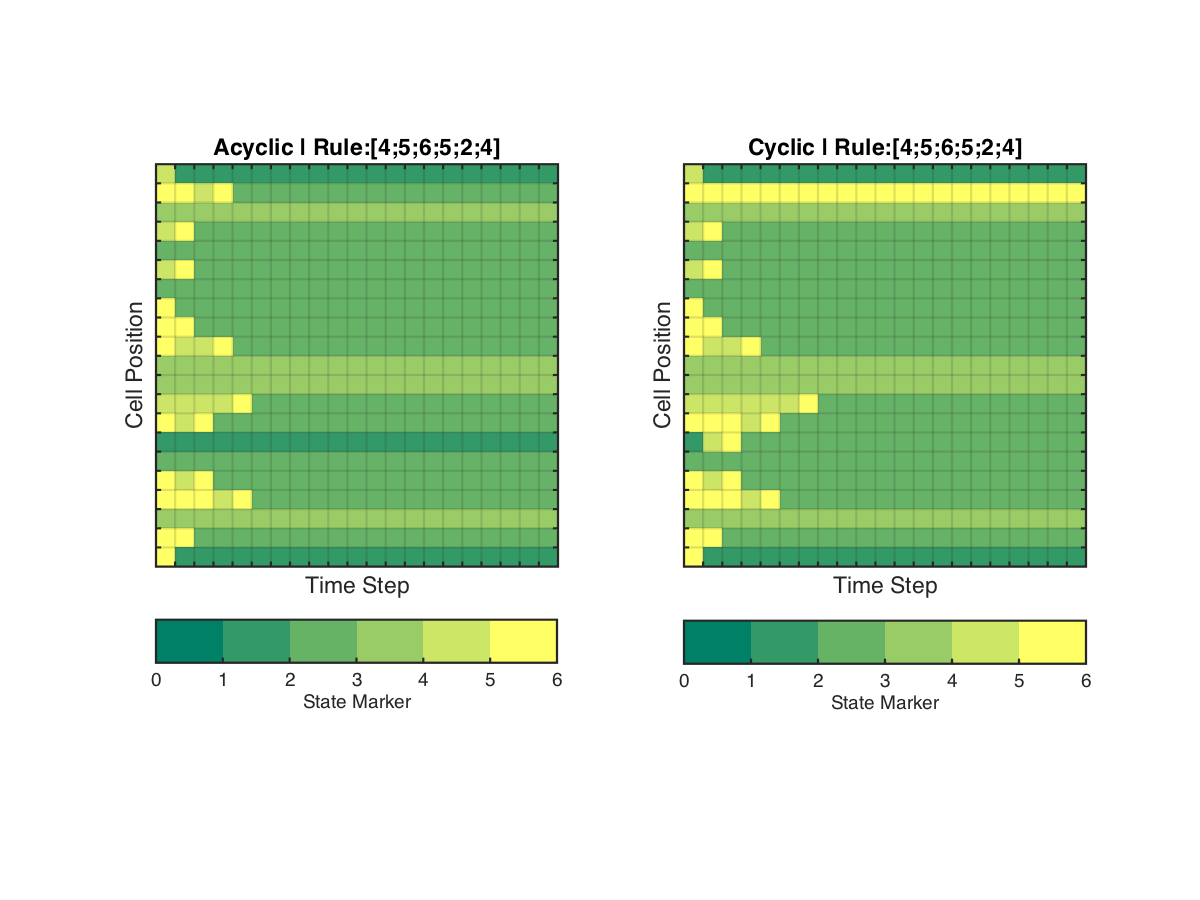 Acyclic | Rule:[4;5;6;5;2;4]
Cell Position
Time Step
0 1 2 3 4 5 6
State Marker
Cyclic | Rule:[4;5;6;5;2;4]
Cell Position
Time Step
0 1 2 3 4 5 6
State Marker